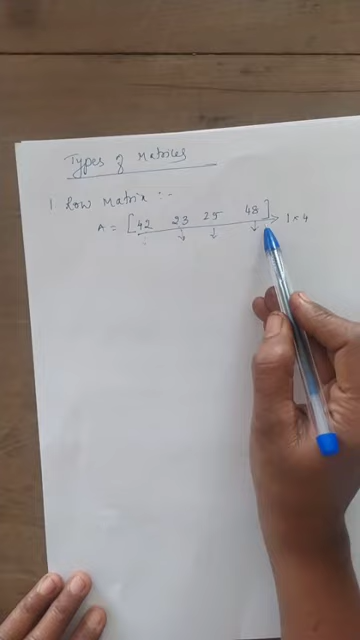 Types of Matrices
1 Row Matrix :-
A = [42 23 25 48] → 1 × 4